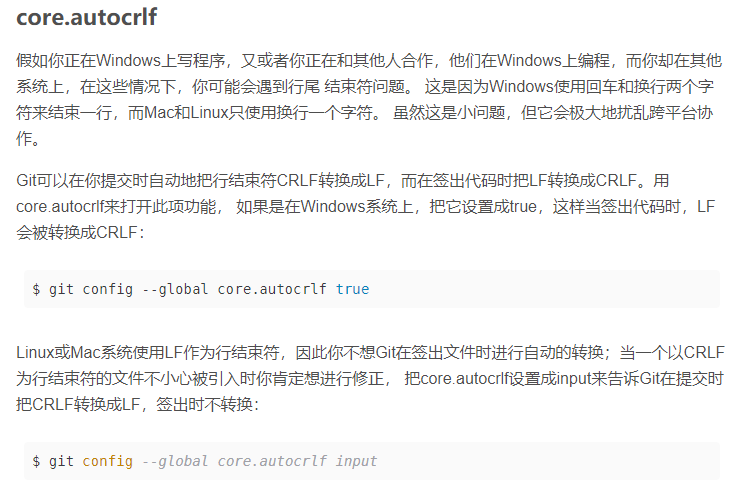 core.autocrlf
假如你正在Windows上写程序，又或者你正在和其他人合作，他们在Windows上编程，而你却在其他
系统上，在这些情况下，你可能会遇到行尾 结束符问题。 这是因为Windows使用回车和换行两个字
符来结束一行，而Mac和Linux只使用换行一个字符。 虽然这是小问题，但它会极大地扰乱跨平台协
作。
Git可以在你提交时自动地把行结束符CRLF转换成LF，而在签出代码时把LF转换成CRLF。用
core.autocrlf来打开此项功能， 如果是在Windows系统上，把它设置成true，这样当签出代码时，LF
会被转换成CRLF：
$ git config --global core.autocrlf true
Linux或Mac系统使用LF作为行结束符，因此你不想Git在签出文件时进行自动的转换；当一个以CRLF
为行结束符的文件不小心被引入时你肯定想进行修正， 把core.autocrlf设置成input来告诉Git在提交时
把CRLF转换成LF，签出时不转换：
$ git config --global core.autocrlf input